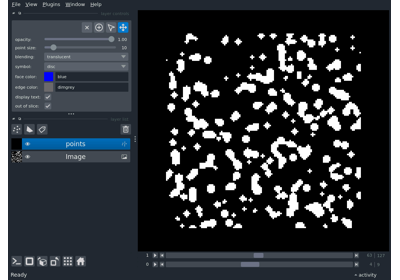 File View Plugins Window Help
opacity: 1.00
point size: 10
blending: translucent
symbol: disc
face color: blue
edge color: dimgrey
display text:
out of slice:
points
Image
1
0
Ready
activity